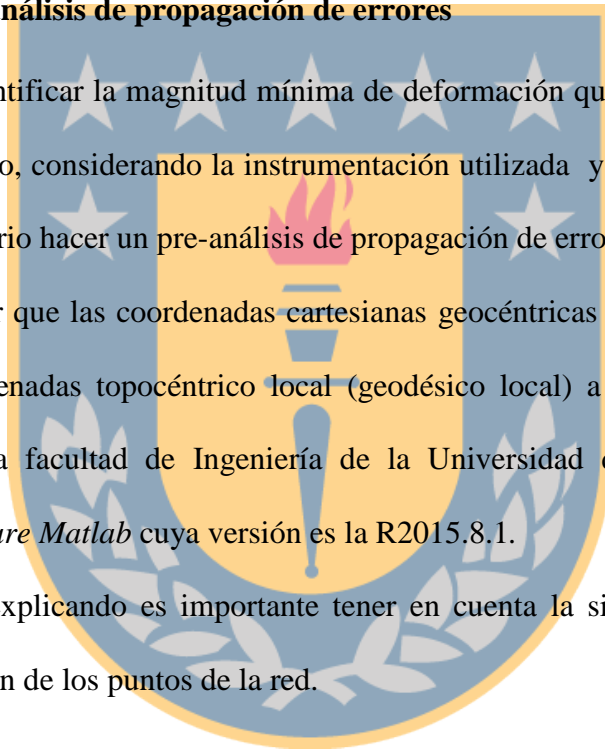 nálisis de propagación de errores
ntificar la magnitud mínima de deformación qu
o, considerando la instrumentación utilizada y
rio hacer un pre-análisis de propagación de erro
r que las coordenadas cartesianas geocéntricas
enadas topocéntrico local (geodésico local) a
a facultad de Ingeniería de la Universidad
are Matlab cuya versión es la R2015.8.1.
explicando es importante tener en cuenta la si
n de los puntos de la red.